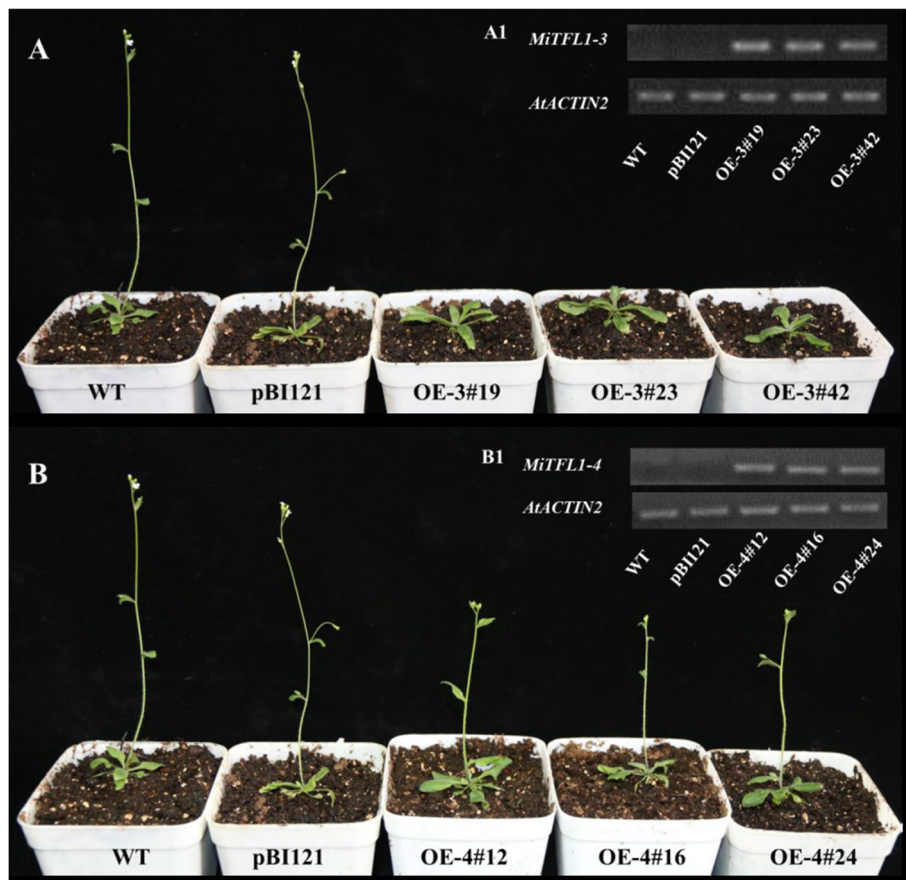 A
A1
MiTFL1-3
AtACTIN2
WT pBI121 OE-3#19 OE-3#23 OE-3#42
WT pBI121 OE-3#19 OE-3#23 OE-3#42
B
B1
MiTFL1-4
AtACTIN2
WT pBI121 OE-4#12 OE-4#16 OE-4#24
WT pBI121 OE-4#12 OE-4#16 OE-4#24